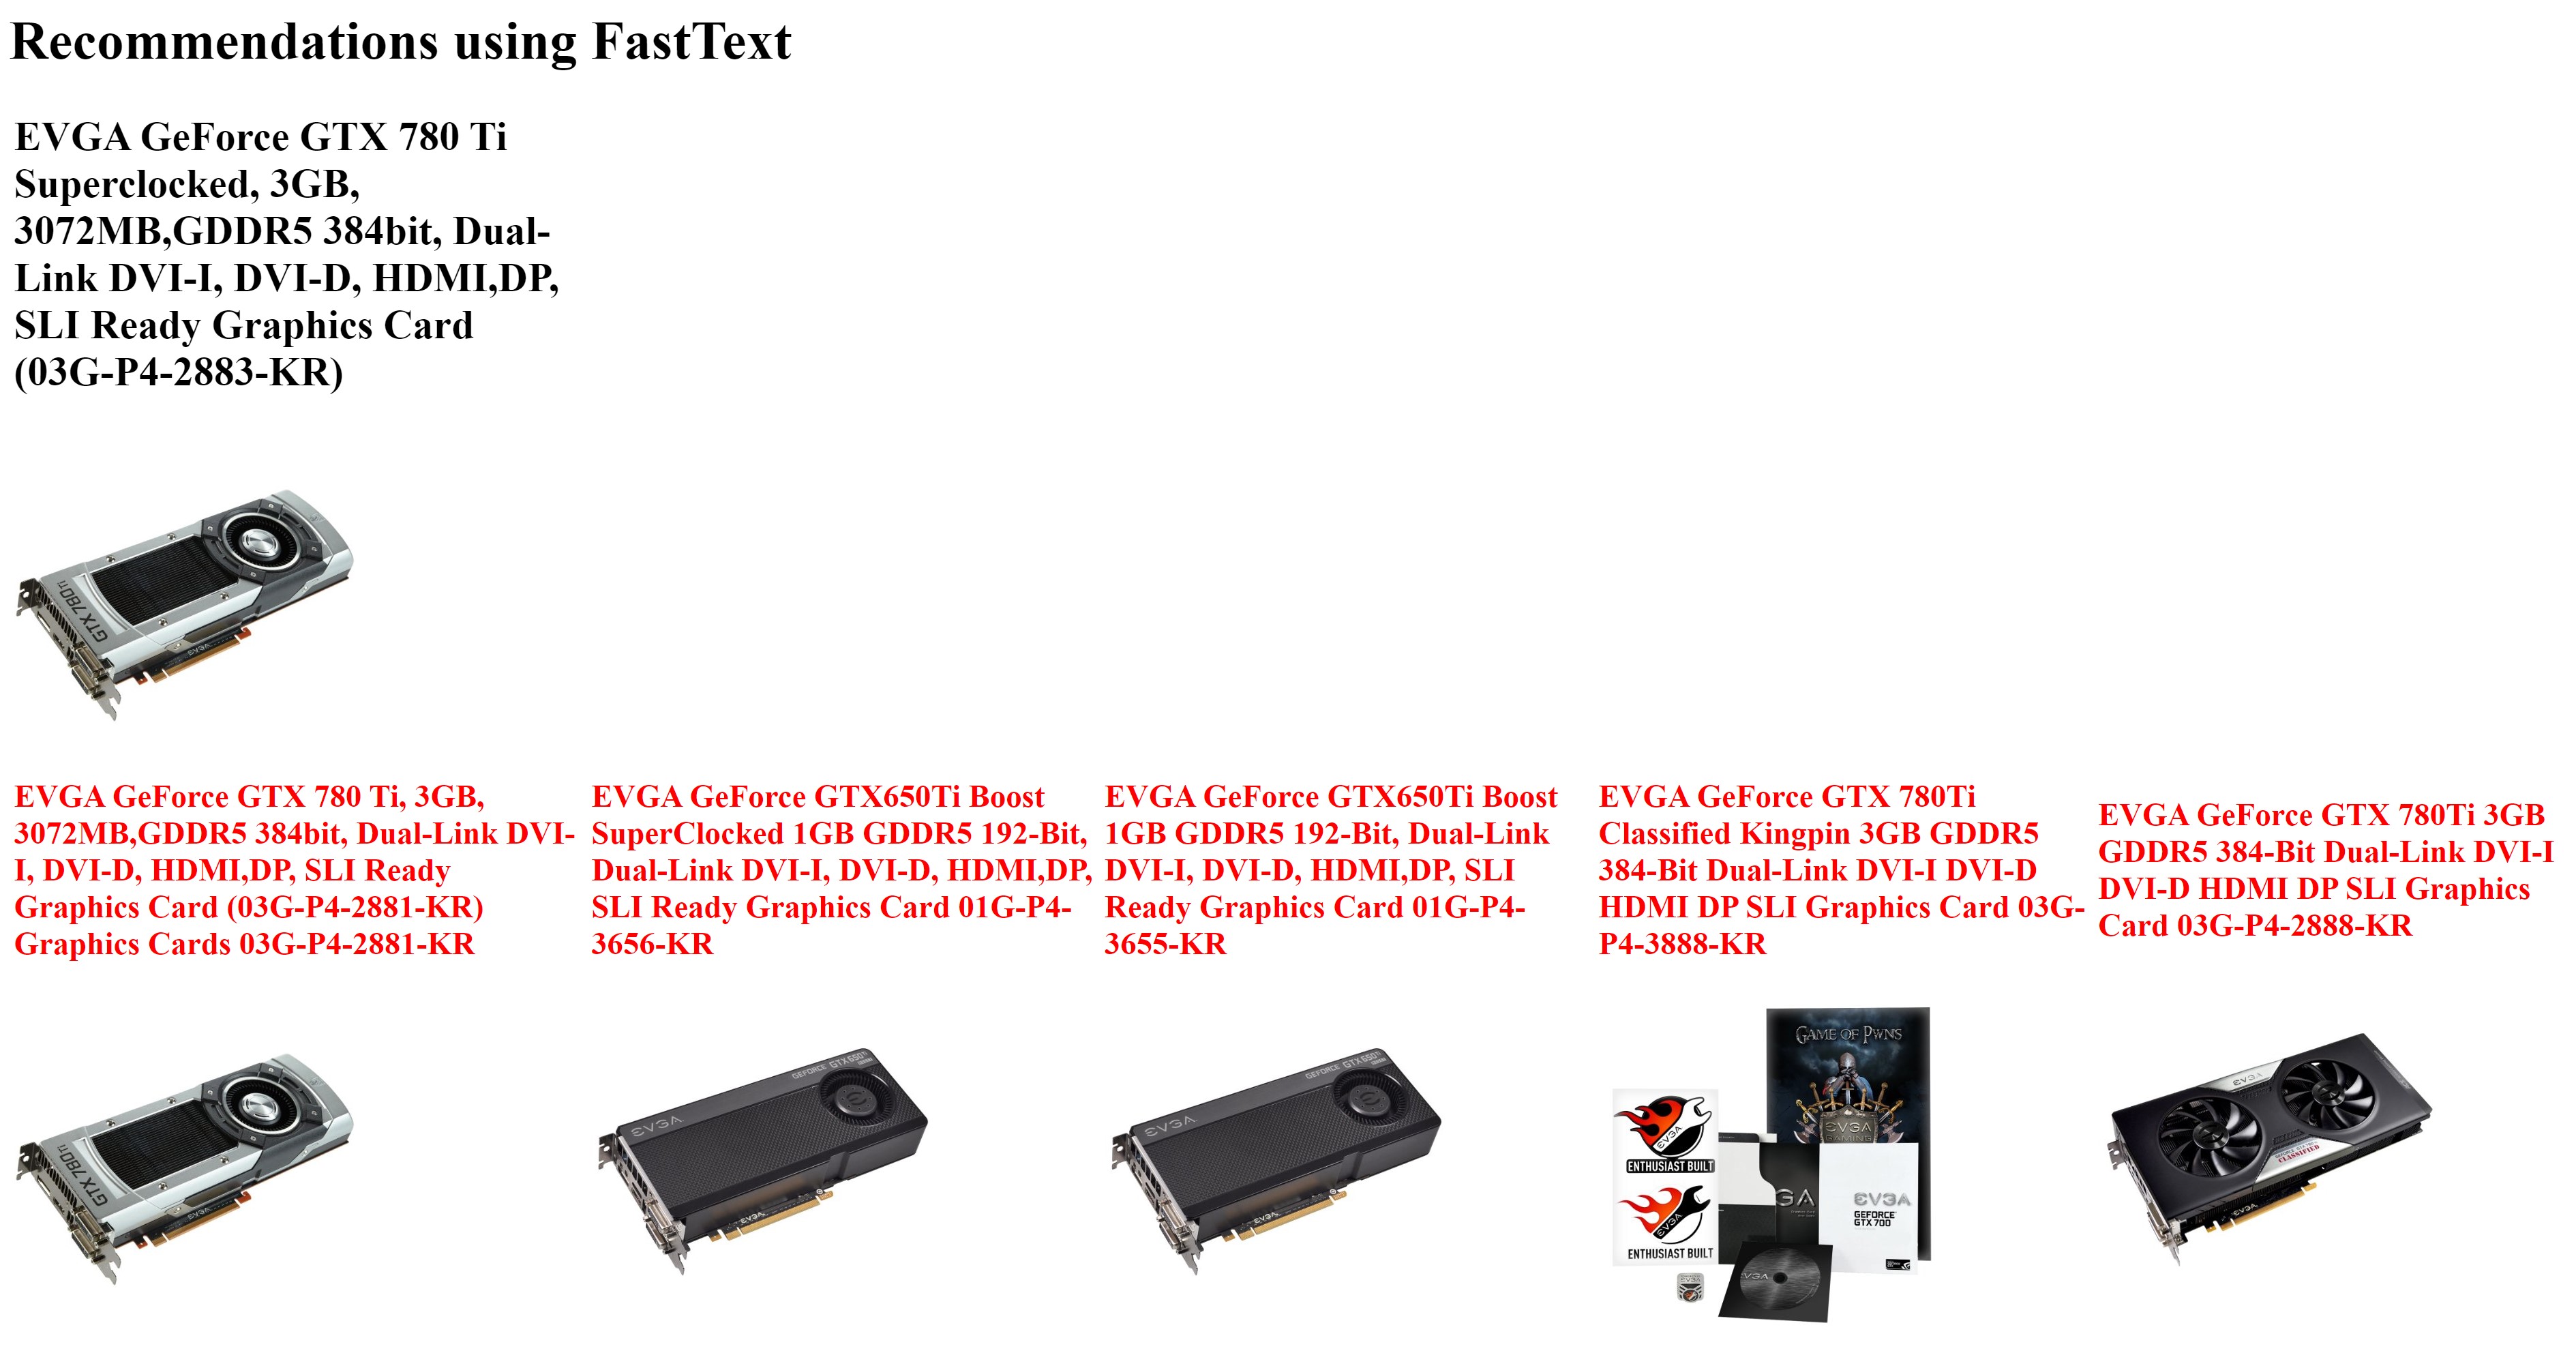 Recommendations using FastText
EVGA GeForce GTX 780 Ti
Superclocked, 3GB,
3072MB,GDDR5 384bit, Dual-
Link DVI-I, DVI-D, HDMI,DP,
SLI Ready Graphics Card
(03G-P4-2883-KR)
GTX 780Ti
EVGA
EVGA GeForce GTX 780 Ti, 3GB,
3072MB,GDDR5 384bit, Dual-Link DVI-
I, DVI-D, HDMI,DP, SLI Ready
Graphics Card (03G-P4-2881-KR)
Graphics Cards 03G-P4-2881-KR
EVGA GeForce GTX650Ti Boost
SuperClocked 1GB GDDR5 192-Bit,
Dual-Link DVI-I, DVI-D, HDMI,DP,
SLI Ready Graphics Card 01G-P4-
3656-KR
EVGA GeForce GTX650Ti Boost
1GB GDDR5 192-Bit, Dual-Link
DVI-I, DVI-D, HDMI,DP, SLI
Ready Graphics Card 01G-P4-
3655-KR
EVGA GeForce GTX 780Ti
Classified Kingpin 3GB GDDR5
384-Bit Dual-Link DVI-I DVI-D
HDMI DP SLI Graphics Card 03G-
P4-3888-KR
EVGA GeForce GTX 780Ti 3GB
GDDR5 384-Bit Dual-Link DVI-I
DVI-D HDMI DP SLI Graphics
Card 03G-P4-2888-KR
GTX 780Ti
EVGA
GEFORCE GTX 650Ti
EVGA
EVGA
GEFORCE GTX 650Ti
EVGA
EVGA
GAME OF PWNS
EVGA
GAMING
EVGA
ENTHUSIAST BUILT
EVGA
ENTHUSIAST BUILT
EVGA
GA
EVGA
GEFORCE
GTX 700
EVGA
EVGA
CLASSIFIED
EVGA